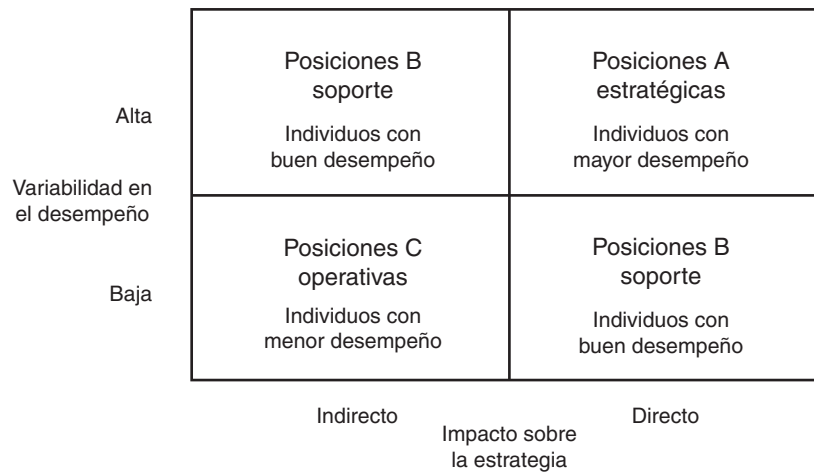 Posiciones B
soporte
Individuos con
buen desempeño
Posiciones A
estratégicas
Individuos con
mayor desempeño
Alta
Variabilidad en
el desempeño
Posiciones C
operativas
Individuos con
menor desempeño
Posiciones B
soporte
Individuos con
buen desempeño
Baja
Indirecto
Directo
Impacto sobre
la estrategia